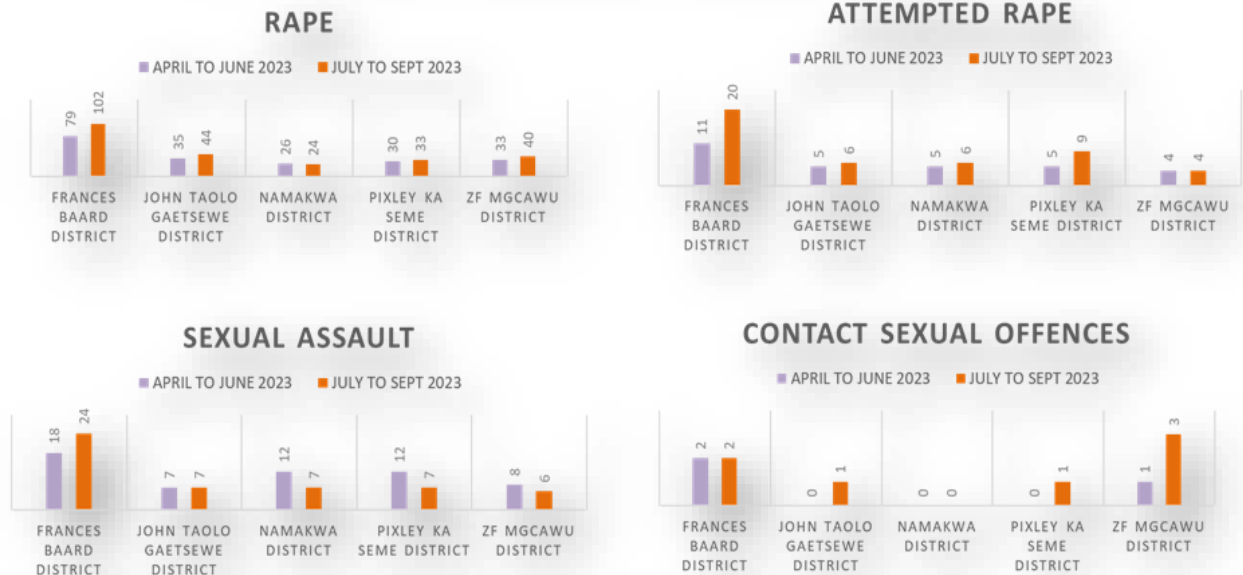 RAPE
APRIL TO JUNE 2023 JULY TO SEPT 2023
79 102 35 44 26 24 30 33 33 40
FRANCES JOHN TAOLO NAMAKWA PIXLEY KA ZF MGCAWU
BAARD GAETSEWE DISTRICT SEME DISTRICT
DISTRICT DISTRICT DISTRICT
ATTEMPTED RAPE
APRIL TO JUNE 2023 JULY TO SEPT 2023
11 20 5 6 5 6 5 9 4 4
FRANCES JOHN TAOLO NAMAKWA PIXLEY KA ZF MGCAWU
BAARD GAETSEWE DISTRICT SEME DISTRICT DISTRICT
DISTRICT DISTRICT
SEXUAL ASSAULT
APRIL TO JUNE 2023 JULY TO SEPT 2023
18 24 7 7 12 7 12 7 8 6
FRANCES JOHN TAOLO NAMAKWA PIXLEY KA ZF MGCAWU
BAARD GAETSEWE DISTRICT SEME DISTRICT DISTRICT
DISTRICT DISTRICT
CONTACT SEXUAL OFFENCES
APRIL TO JUNE 2023 JULY TO SEPT 2023
2 2 0 1 0 0 0 1 1 3
FRANCES JOHN TAOLO NAMAKWA PIXLEY KA ZF MGCAWU
BAARD GAETSEWE DISTRICT SEME DISTRICT
DISTRICT DISTRICT DISTRICT